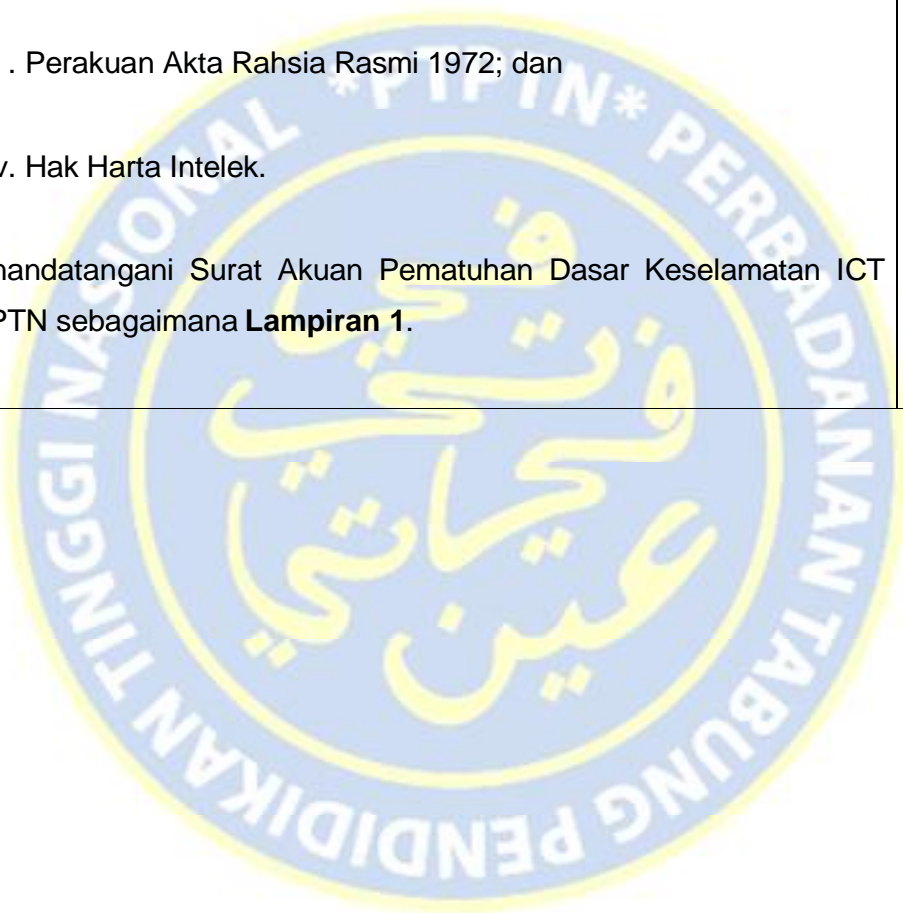 . Perakuan Akta Rahsia Rasmi 1972; dan
v. Hak Harta Intelek.
nandatangani Surat Akuan Pematuhan Dasar Keselamatan ICT
PTN sebagaimana Lampiran 1.
*PTPTN* PERBADANAN TABUNG PENDIDIKAN TINGGI NASIONAL